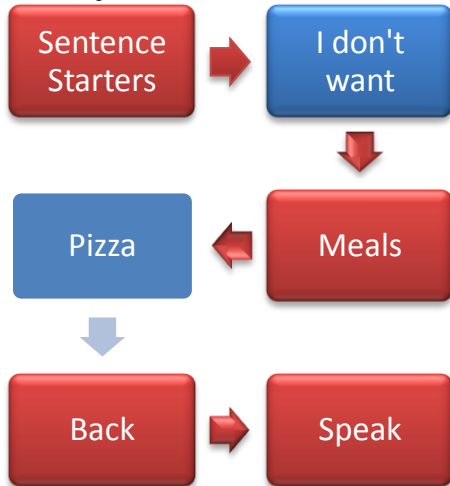 Sentence
Starters
I don't
want
Meals
Pizza
Back
Speak